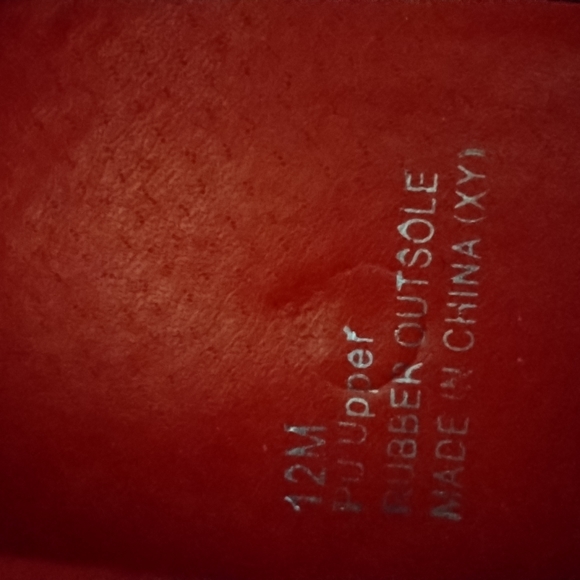 12M
PU Upper
RUBBER OUTSOLE
MADE IN CHINA (XY)